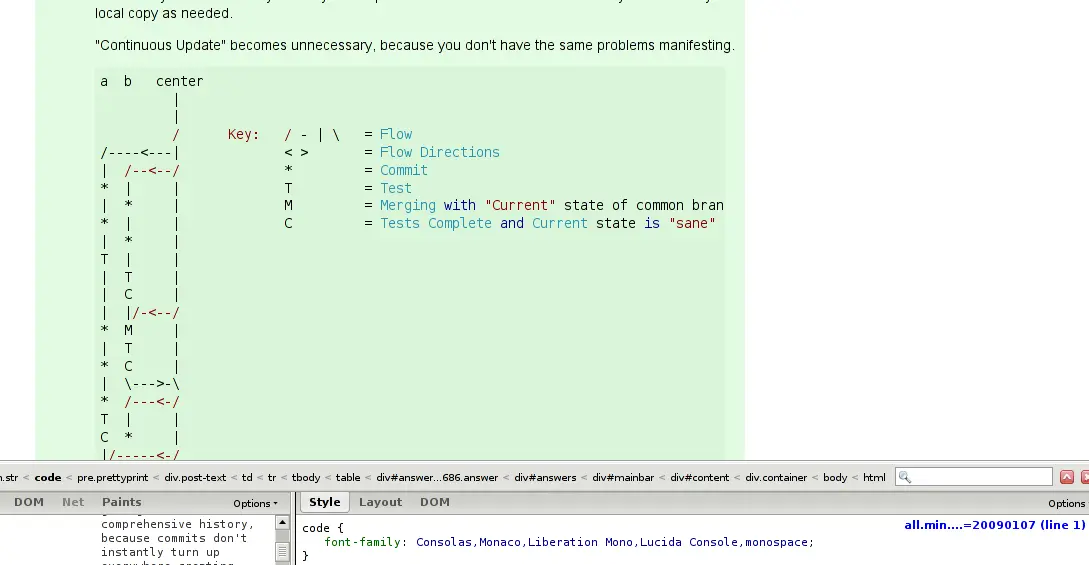 local copy as needed.
"Continuous Update" becomes unnecessary, because you don't have the same problems manifesting.
a  b   center
         |
         |
         /      Key:   / - | \   = Flow
/----<---|             < >       = Flow Directions
|  /--<--/             *         = Commit
*  |     |             T         = Test
|  *     |             M         = Merging with "Current" state of common bran
*  |     |             C         = Tests Complete and Current state is "sane"
|  *     |
T  |     |
|  T     |
|  C     |
|  |/-<--/
*  M     |
|  T     |
*  C     |
|  \--->-\
*  /---<-/
T  |     |
C  *     |
|/-----<-/
n.str < code < pre.prettyprint < div.post-text < td < tr < tbody < table < div#answer...686.answer < div#answers < div#mainbar < div#content < div.container < body < html
DOM Net Paints Options
Style Layout DOM Options
comprehensive history,
because commits don't
instantly turn up
code {
font-family: Consolas,Monaco,Liberation Mono,Lucida Console,monospace;
}
all.min....=20090107 (line 1)